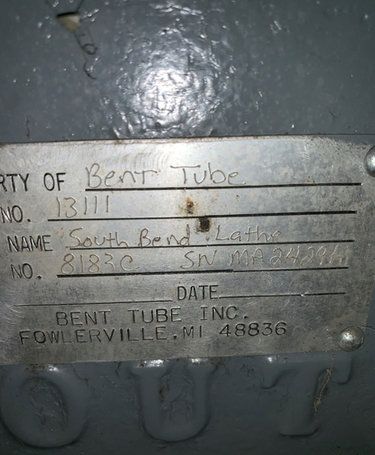 RTY OF Bent Tube
NO. 13111
NAME South Bend Lathe
NO. 8183C SN
DATE
BENT TUBE INC.
FOWLERVILLE, MI 48836
OUT